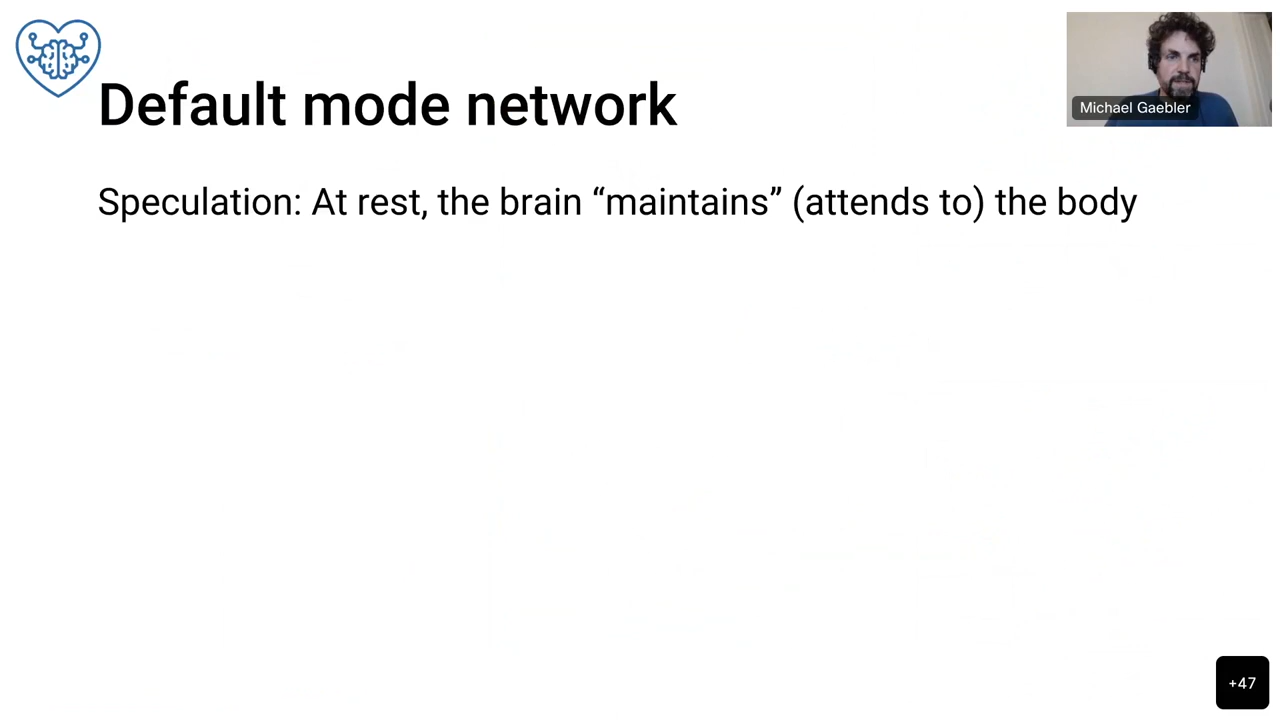 Default mode network
Michael Gaebler
Speculation: At rest, the brain “maintains” (attends to) the body
+47